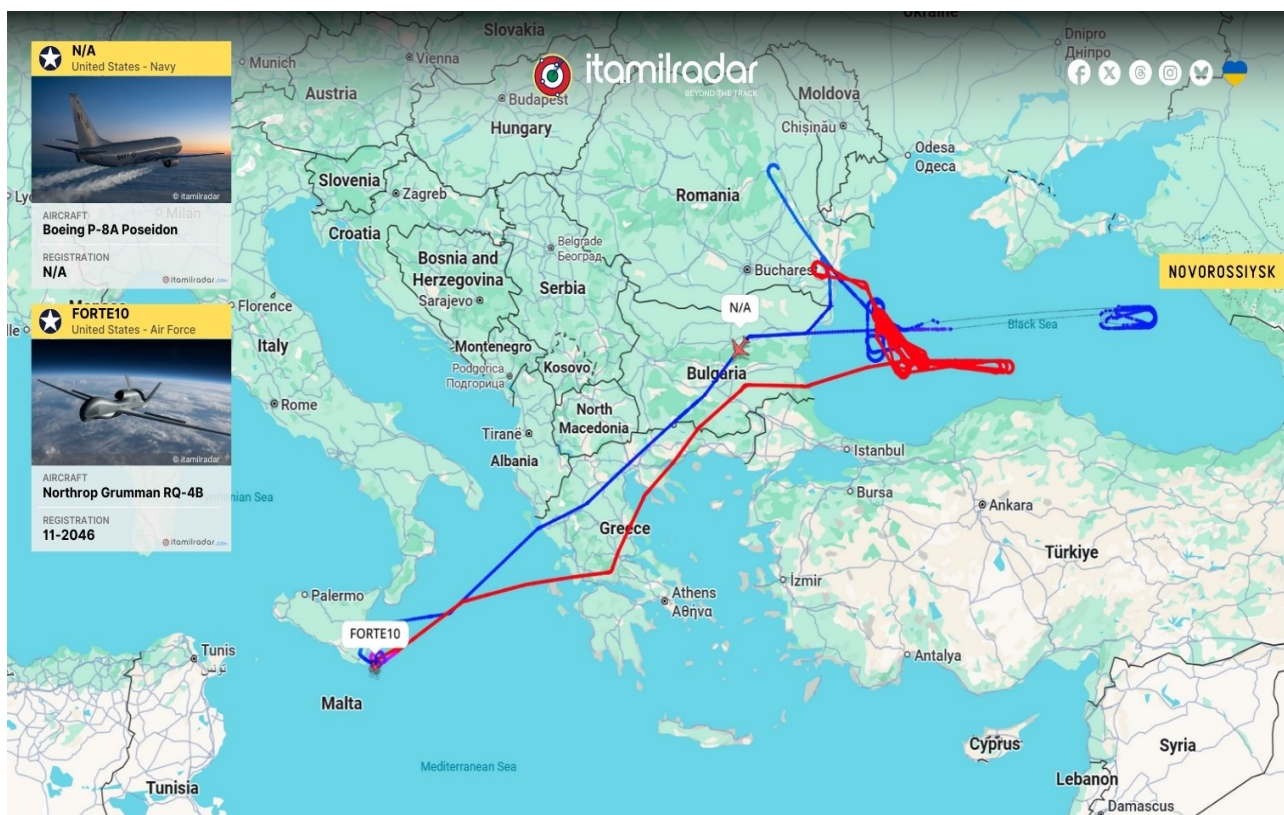 N/A
United States - Navy
© itamilradar
AIRCRAFT
Boeing P-8A Poseidon
REGISTRATION
N/A
itamilradar.com
FORTE10
United States - Air Force
© itamilradar
AIRCRAFT
Northrop Grumman RQ-4B
REGISTRATION
11-2046
itamilradar.com
itamilradar
BEYOND THE TRACK
Slovakia
Ukraine
Dnipro
Дніпро
Munich
Vienna
Austria
Budapest
Hungary
Moldova
Chișinău
Odesa
Одеса
Slovenia
Zagreb
Romania
Milan
Croatia
Belgrade
Београд
Bosnia and
Herzegovina
Sarajevo
Serbia
Buchares
NOVOROSSIYSK
N/A
Black Sea
Florence
Italy
Montenegro
Podgorica
Подгорица
Kosovo
Bulgaria
Rome
North
Macedonia
Tiranë
Albania
Istanbul
Bursa
Ankara
Greece
Türkiye
Athens
Αθήνα
İzmir
Palermo
FORTE10
Tunis
تونس
Antalya
Malta
Cyprus
Syria
Mediterranean Sea
Lebanon
Tunisia
Damascus